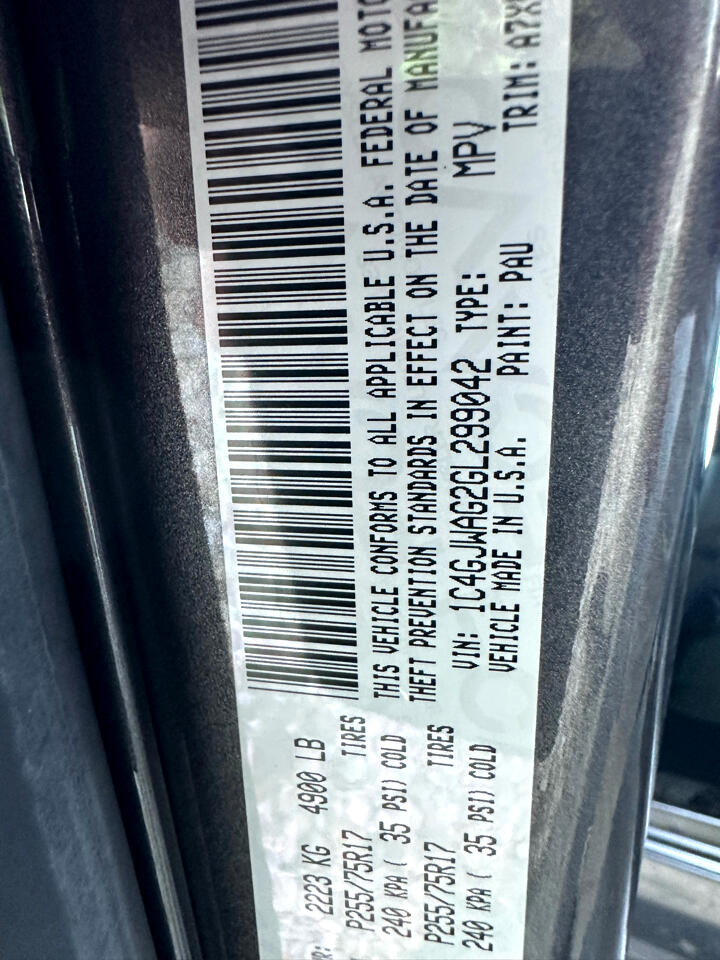 R: 2223 KG 4900 LB
P255/75R17 TIRES
240 KPA ( 35 PSI) COLD
P255/75R17 TIRES
240 KPA ( 35 PSI) COLD
THIS VEHICLE CONFORMS TO ALL APPLICABLE U.S.A. FEDERAL MOTO
THEFT PREVENTION STANDARDS IN EFFECT ON THE DATE OF MANUFA
VIN: 1C4GJWAG2GL299042 TYPE: MPV
VEHICLE MADE IN U.S.A. PAINT: PAU TRIM: A7X